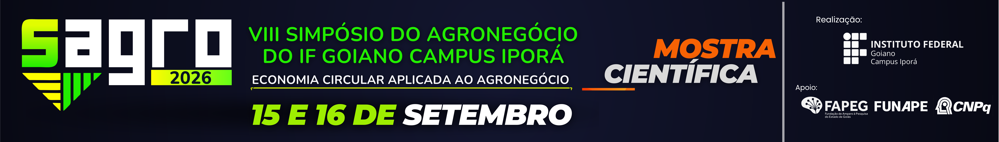 sagro
2026
VIII SIMPÓSIO DO AGRONEGÓCIO
DO IF GOIANO CAMPUS IPORÁ
ECONOMIA CIRCULAR APLICADA AO AGRONEGÓCIO
15 E 16 DE SETEMBRO
MOSTRA
CIENTÍFICA
Realização:
INSTITUTO FEDERAL
Goiano
Campus Iporá
Apoio:
FAPEG
Fundação de Amparo à Pesquisa
do Estado de Goiás
FUNAPE
CNPq